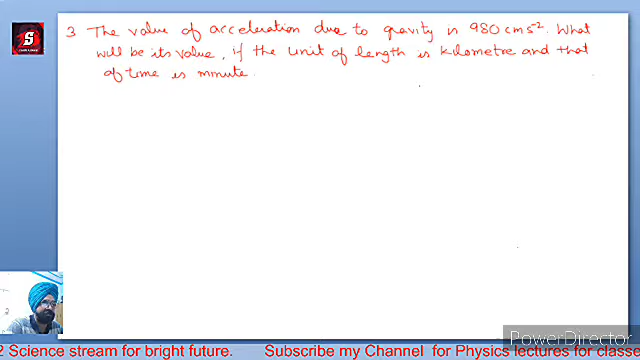 3 The value of acceleration due to gravity is 980 cms⁻². What
will be its value, if the unit of length is kilometre and that
of time is minute.
PowerDirector
2 Science stream for bright future. Subscribe my Channel for Physics lectures for classe